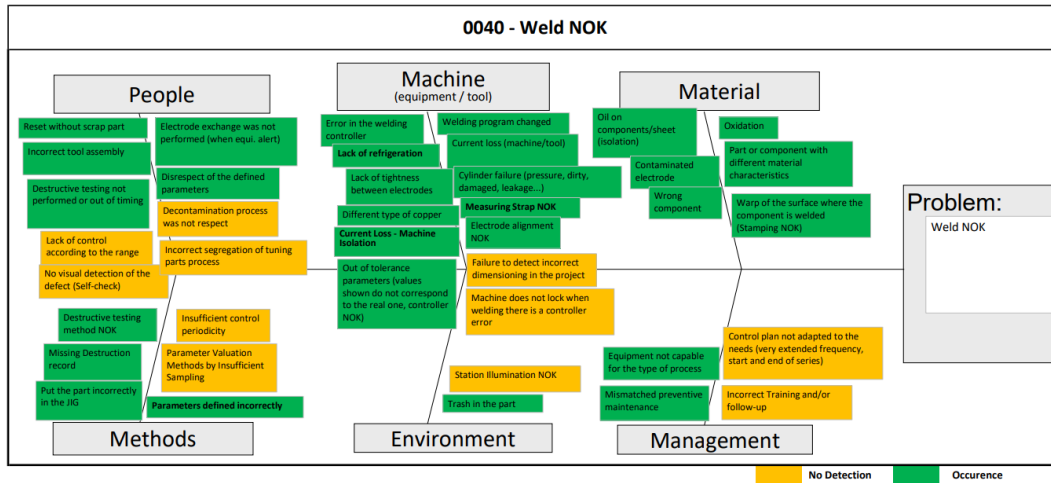 0040 - Weld NOK
People
Machine
(equipment / tool)
Material
Reset without scrap part
Incorrect tool assembly
Destructive testing not
performed or out of timing
Lack of control
according to the range
No visual detection of the
defect (Self-check)
Electrode exchange was not
performed (when equi. alert)
Disrespect of the defined
parameters
Decontamination process
was not respect
Incorrect segregation of tuning
parts process
Error in the welding
controller
Lack of refrigeration
Lack of tightness
between electrodes
Different type of copper
Current Loss - Machine
Isolation
Out of tolerance
parameters (values
shown do not correspond
to the real one, controller
NOK)
Welding program changed
Current loss (machine/tool)
Cylinder failure (pressure, dirty,
damaged, leakage...)
Measuring Strap NOK
Electrode alignment
NOK
Failure to detect incorrect
dimensioning in the project
Machine does not lock when
welding there is a controller
error
Oil on
components/sheet
(isolation)
Contaminated
electrode
Wrong
component
Oxidation
Part or component with
different material
characteristics
Warp of the surface where the
component is welded
(Stamping NOK)
Problem:
Weld NOK
Destructive testing
method NOK
Missing Destruction
record
Put the part incorrectly
in the JIG
Insufficient control
periodicity
Parameter Valuation
Methods by Insufficient
Sampling
Parameters defined incorrectly
Station Illumination NOK
Trash in the part
Equipment not capable
for the type of process
Mismatched preventive
maintenance
Control plan not adapted to the
needs (very extended frequency,
start and end of series)
Incorrect Training and/or
follow-up
Methods
Environment
Management
No Detection
Occurence